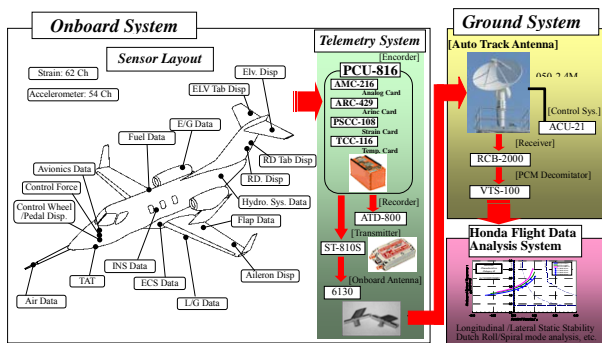 Onboard System
Sensor Layout
Strain: 62 Ch
Accelerometer: 54 Ch
Elv. Disp
ELV Tab Disp
E/G Data
Fuel Data
RD Tab Disp
RD. Disp
Avionics Data
Control Force
Control Wheel
/Pedal Disp.
Hydro. Sys. Data
Flap Data
Aileron Disp
TAT
INS Data
ECS Data
L/G Data
Air Data
Telemetry System
[Encorder]
PCU-816
AMC-216
Analog Card
ARC-429
Arinc Card
PSCC-108
Strain Card
TCC-116
Temp. Card
[Recorder]
ATD-800
[Transmitter]
ST-810S
[Onboard Antenna]
6130
Ground System
[Auto Track Antenna]
[Control Sys.]
ACU-21
[Receiver]
RCB-2000
[PCM Decomitator]
VTS-100
Honda Flight Data
Analysis System
Longitudinal /Lateral Static Stability
Dutch Roll/Spiral mode analysis, etc.